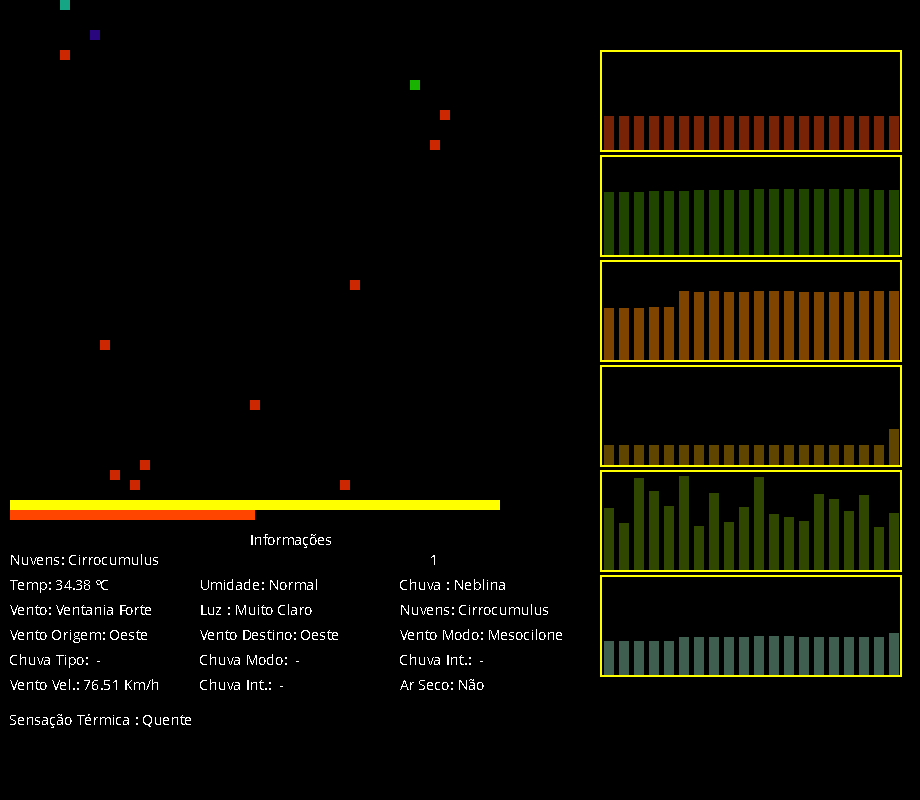 Informações
Nuvens: Cirrocumulus 1
Temp: 34.38 ºC Umidade: Normal Chuva : Neblina
Vento: Ventania Forte Luz : Muito Claro Nuvens: Cirrocumulus
Vento Origem: Oeste Vento Destino: Oeste Vento Modo: Mesocilone
Chuva Tipo: - Chuva Modo: - Chuva Int.: -
Vento Vel.: 76.51 Km/h Chuva Int.: - Ar Seco: Não
Sensação Térmica : Quente